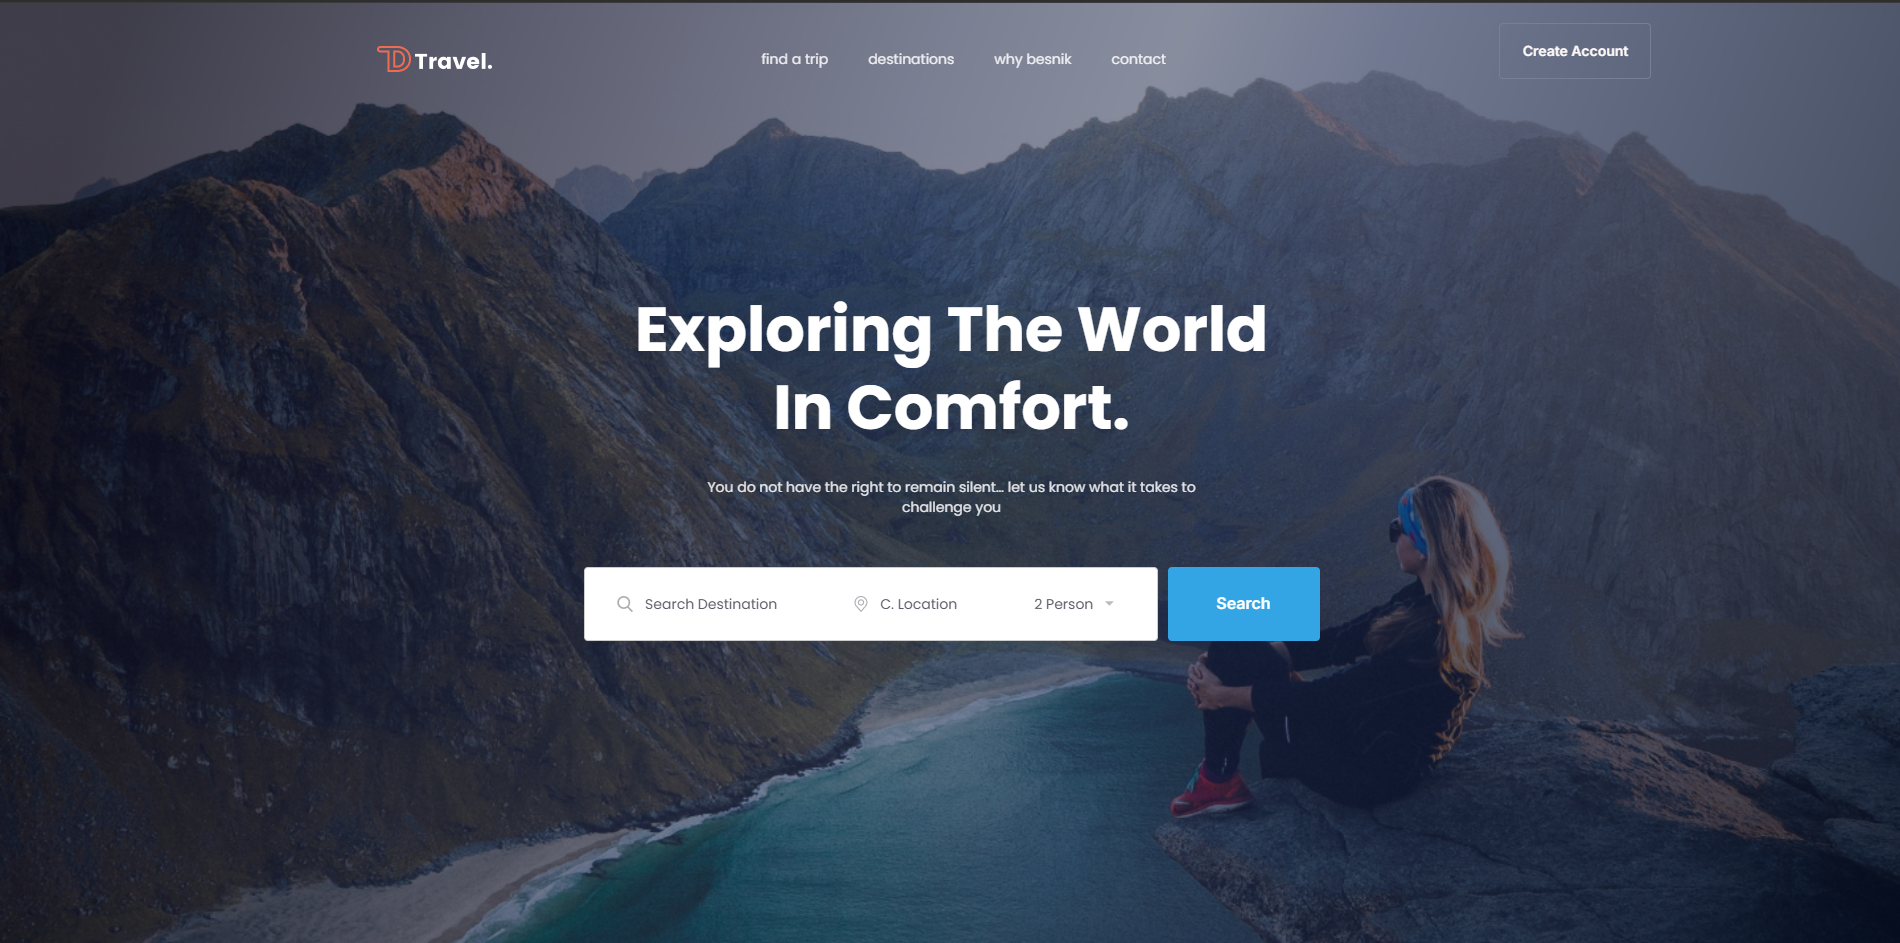 Travel.
find a trip
destinations
why besnik
contact
Create Account
Exploring The World
In Comfort.
You do not have the right to remain silent... let us know what it takes to
challenge you
Search Destination
C. Location
2 Person
Search